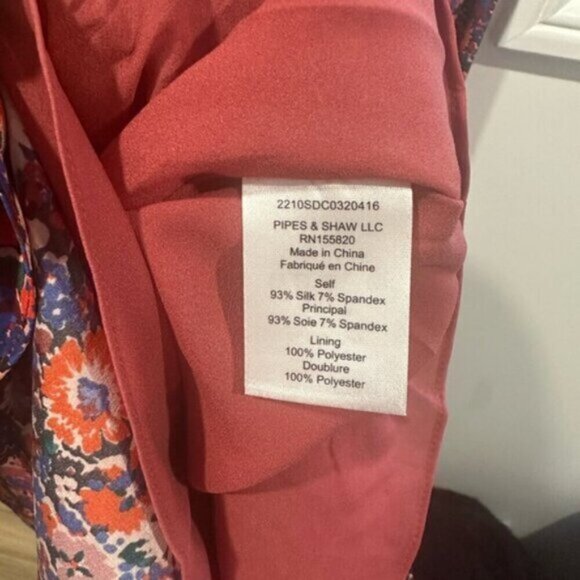 2210SDC0320416
PIPES & SHAW LLC
RN155820
Made in China
Fabriqué en Chine
Self
93% Silk 7% Spandex
Principal
93% Soie 7% Spandex
Lining
100% Polyester
Doublure
100% Polyester